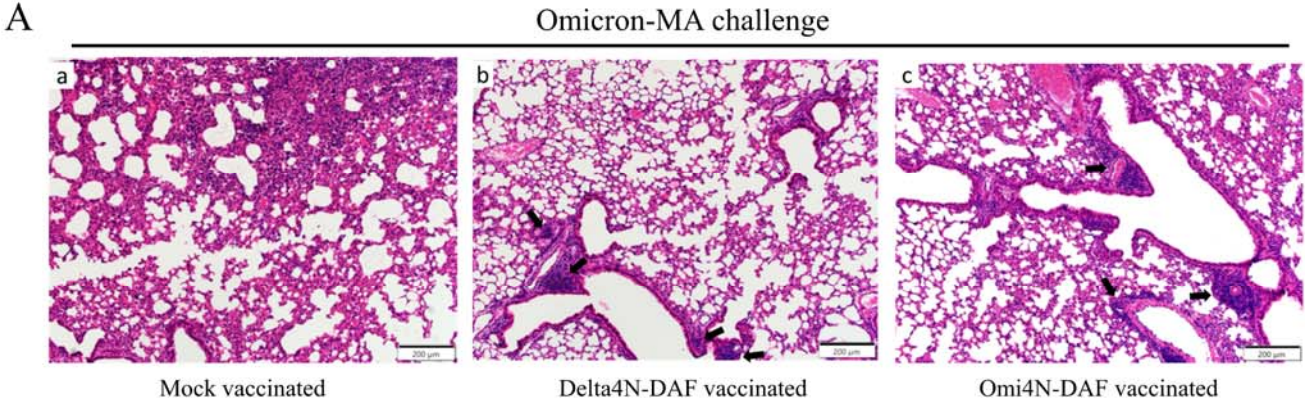 A
Omicron-MA challenge
a
b
c
200 µm
200 µm
200 µm
Mock vaccinated
Delta4N-DAF vaccinated
Omi4N-DAF vaccinated